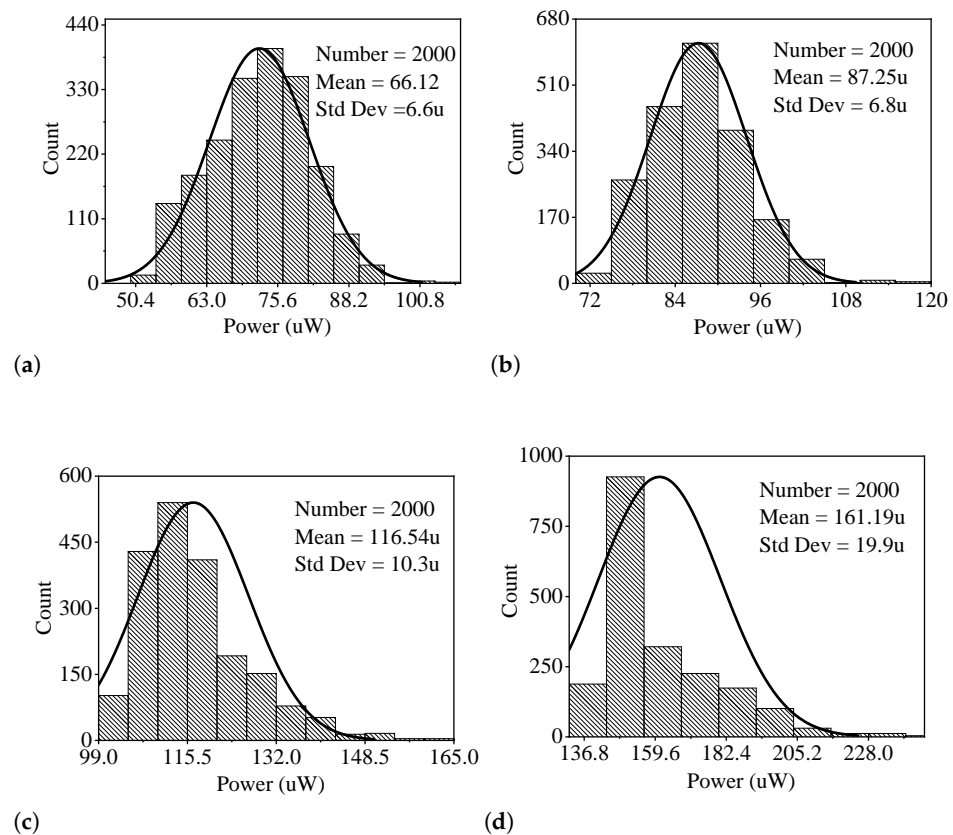 440
330
220
110
0
Count
Number = 2000
Mean = 66.12
Std Dev =6.6u
50.4 63.0 75.6 88.2 100.8
Power (uW)
(a)
680
510
340
170
0
Count
Number = 2000
Mean = 87.25u
Std Dev = 6.8u
72 84 96 108 120
Power (uW)
(b)
600
450
300
150
0
Count
Number = 2000
Mean = 116.54u
Std Dev = 10.3u
99.0 115.5 132.0 148.5 165.0
Power (uW)
(c)
1000
750
500
250
0
Count
Number = 2000
Mean = 161.19u
Std Dev = 19.9u
136.8 159.6 182.4 205.2 228.0
Power (uW)
(d)